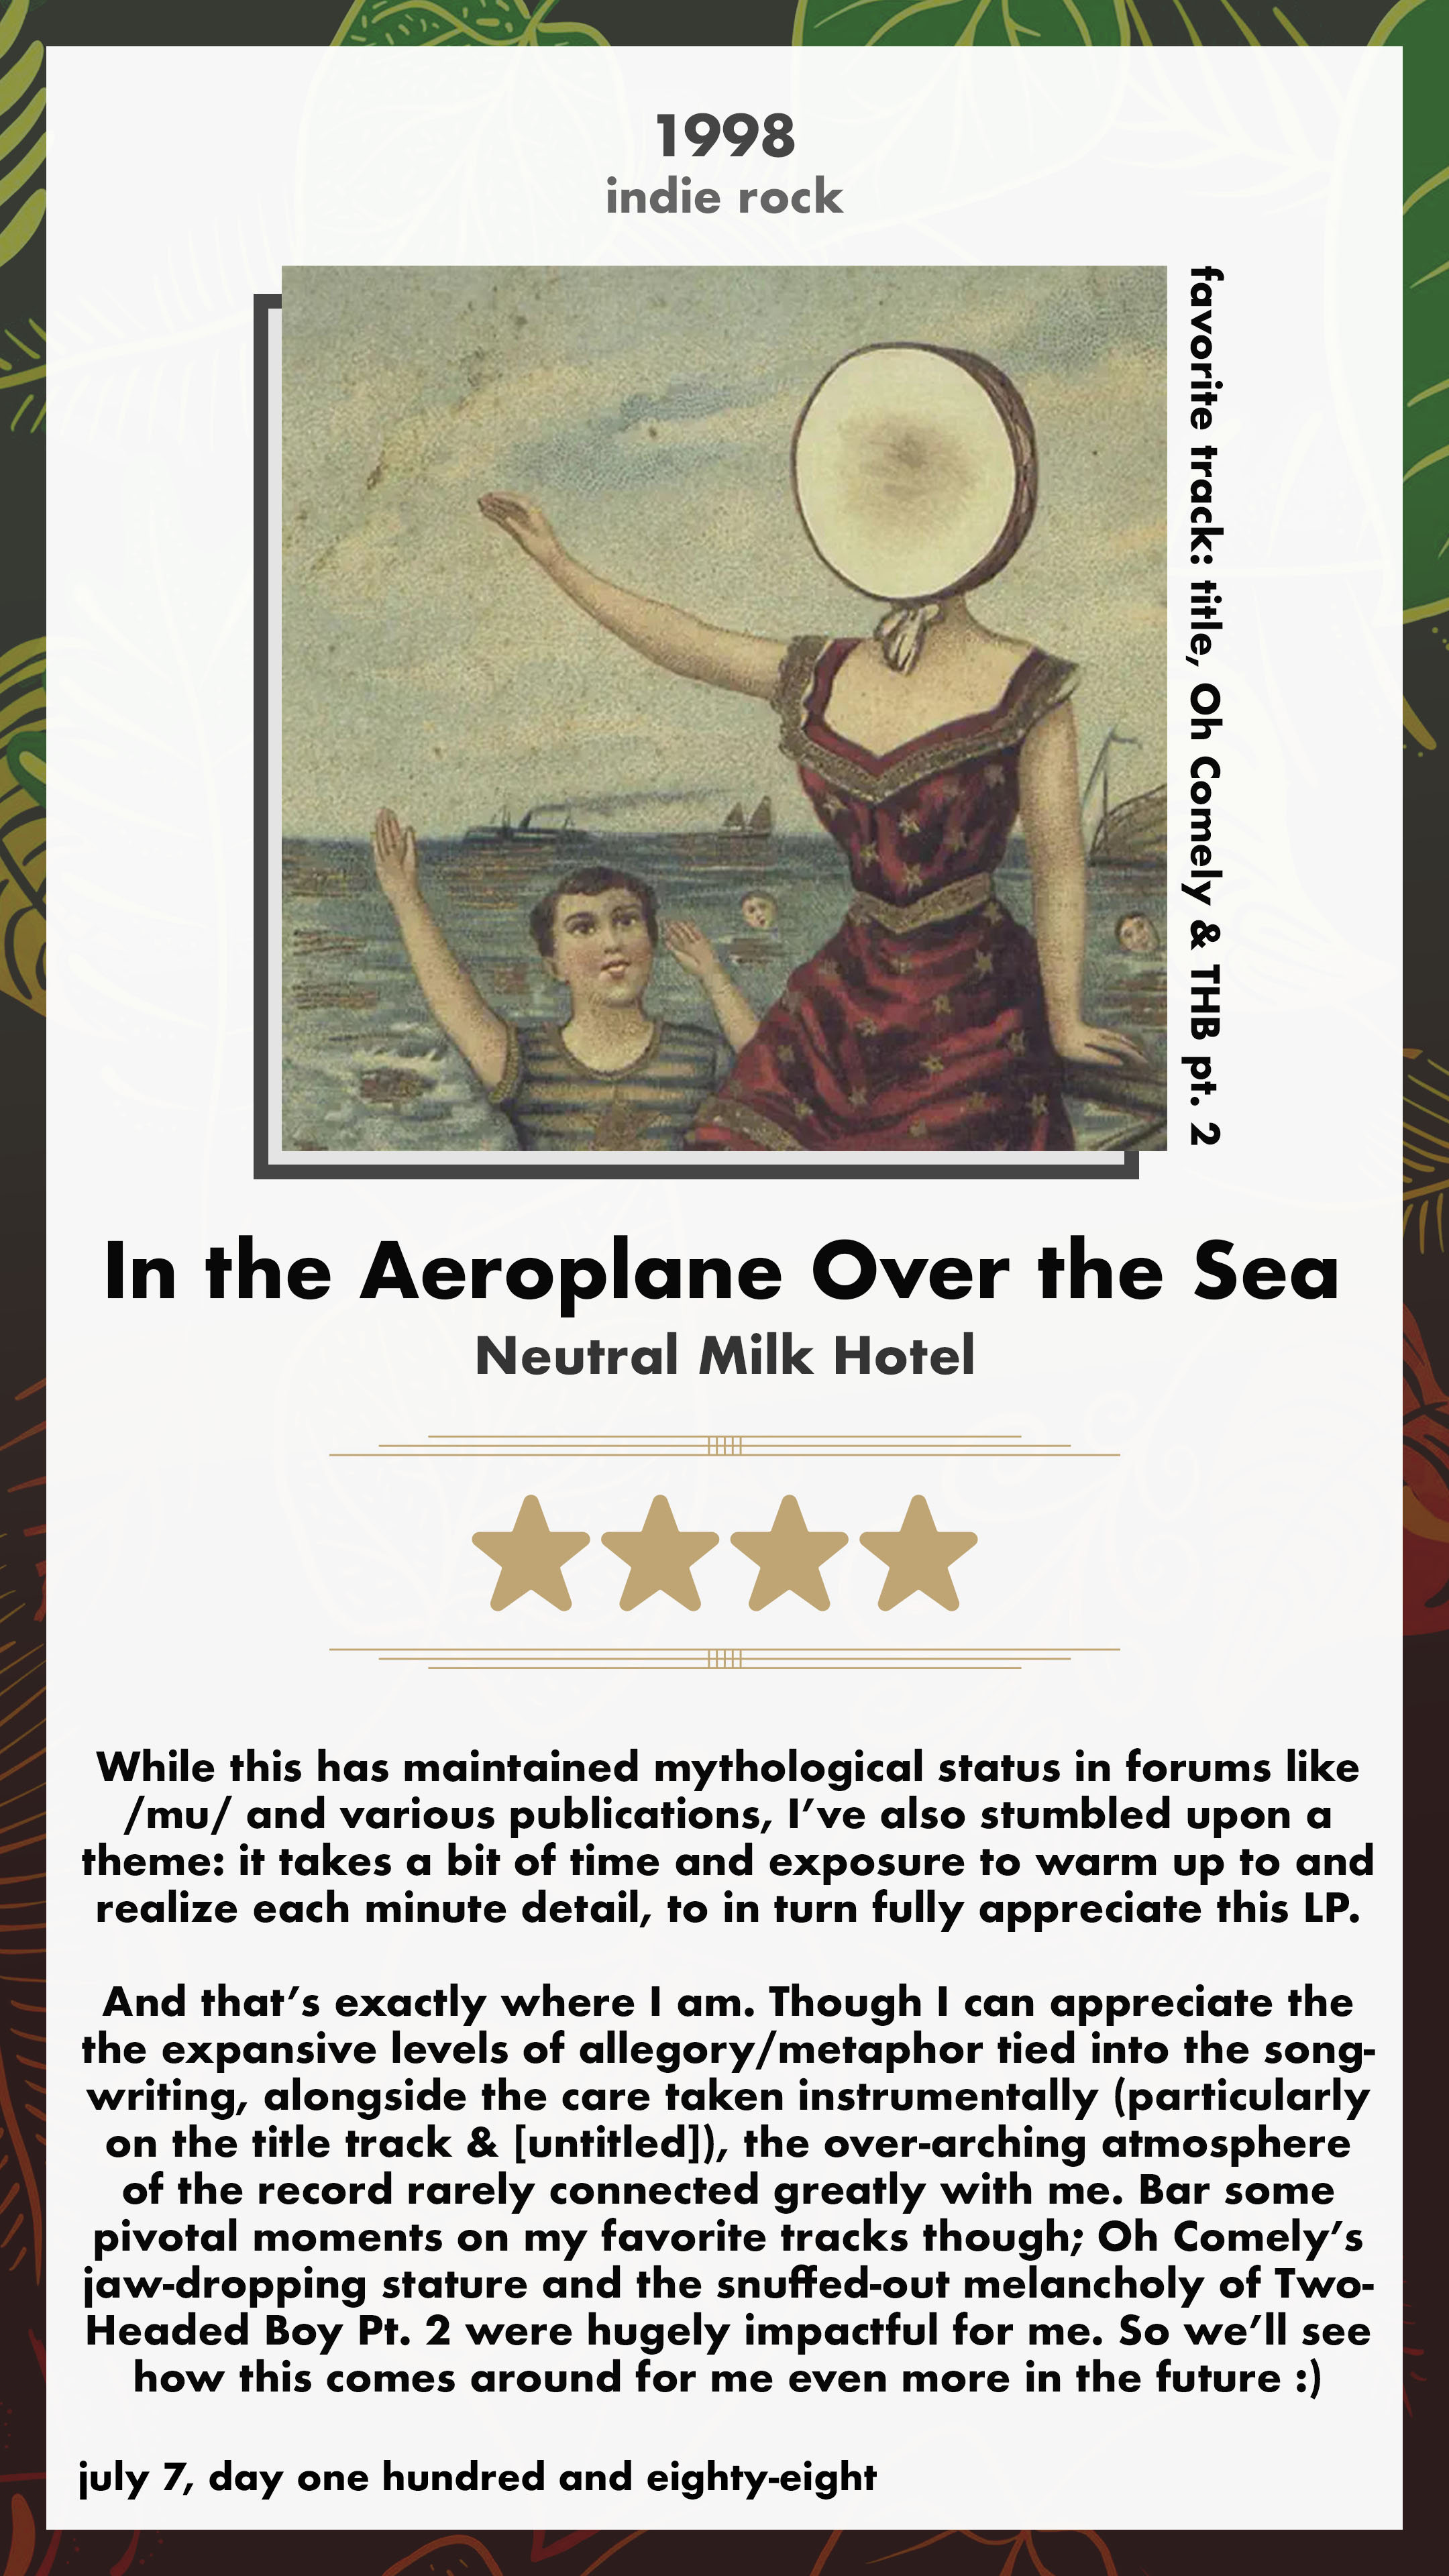 1998
indie rock
favorite track: title, Oh Comely & THB pt. 2
In the Aeroplane Over the Sea
Neutral Milk Hotel
While this has maintained mythological status in forums like
/mu/ and various publications, I’ve also stumbled upon a
theme: it takes a bit of time and exposure to warm up to and
realize each minute detail, to in turn fully appreciate this LP.
And that’s exactly where I am. Though I can appreciate the
the expansive levels of allegory/metaphor tied into the song-
writing, alongside the care taken instrumentally (particularly
on the title track & [untitled]), the over-arching atmosphere
of the record rarely connected greatly with me. Bar some
pivotal moments on my favorite tracks though; Oh Comely’s
jaw-dropping stature and the snuffed-out melancholy of Two-
Headed Boy Pt. 2 were hugely impactful for me. So we’ll see
how this comes around for me even more in the future :)
july 7, day one hundred and eighty-eight